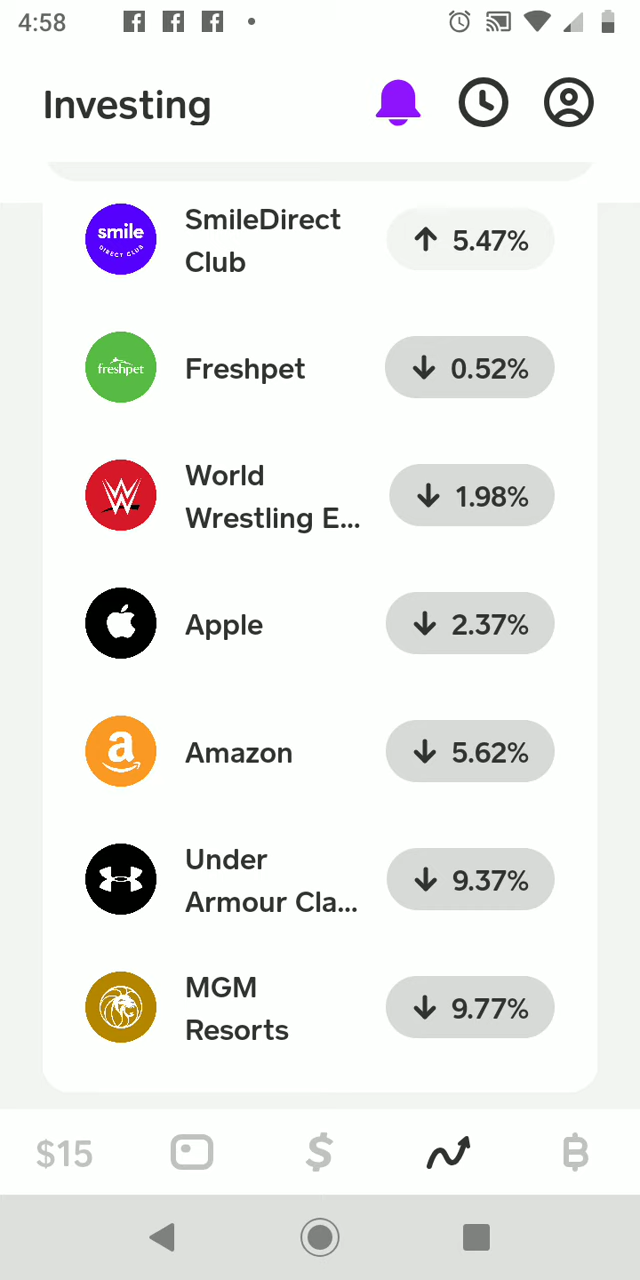 4:58
Investing
smile
DIRECT CLUB
SmileDirect
Club
5.47%
freshpet
Freshpet
0.52%
W
World
Wrestling E...
1.98%
Apple
2.37%
a
Amazon
5.62%
Under
Armour Cla...
9.37%
MGM
Resorts
9.77%
$15
$